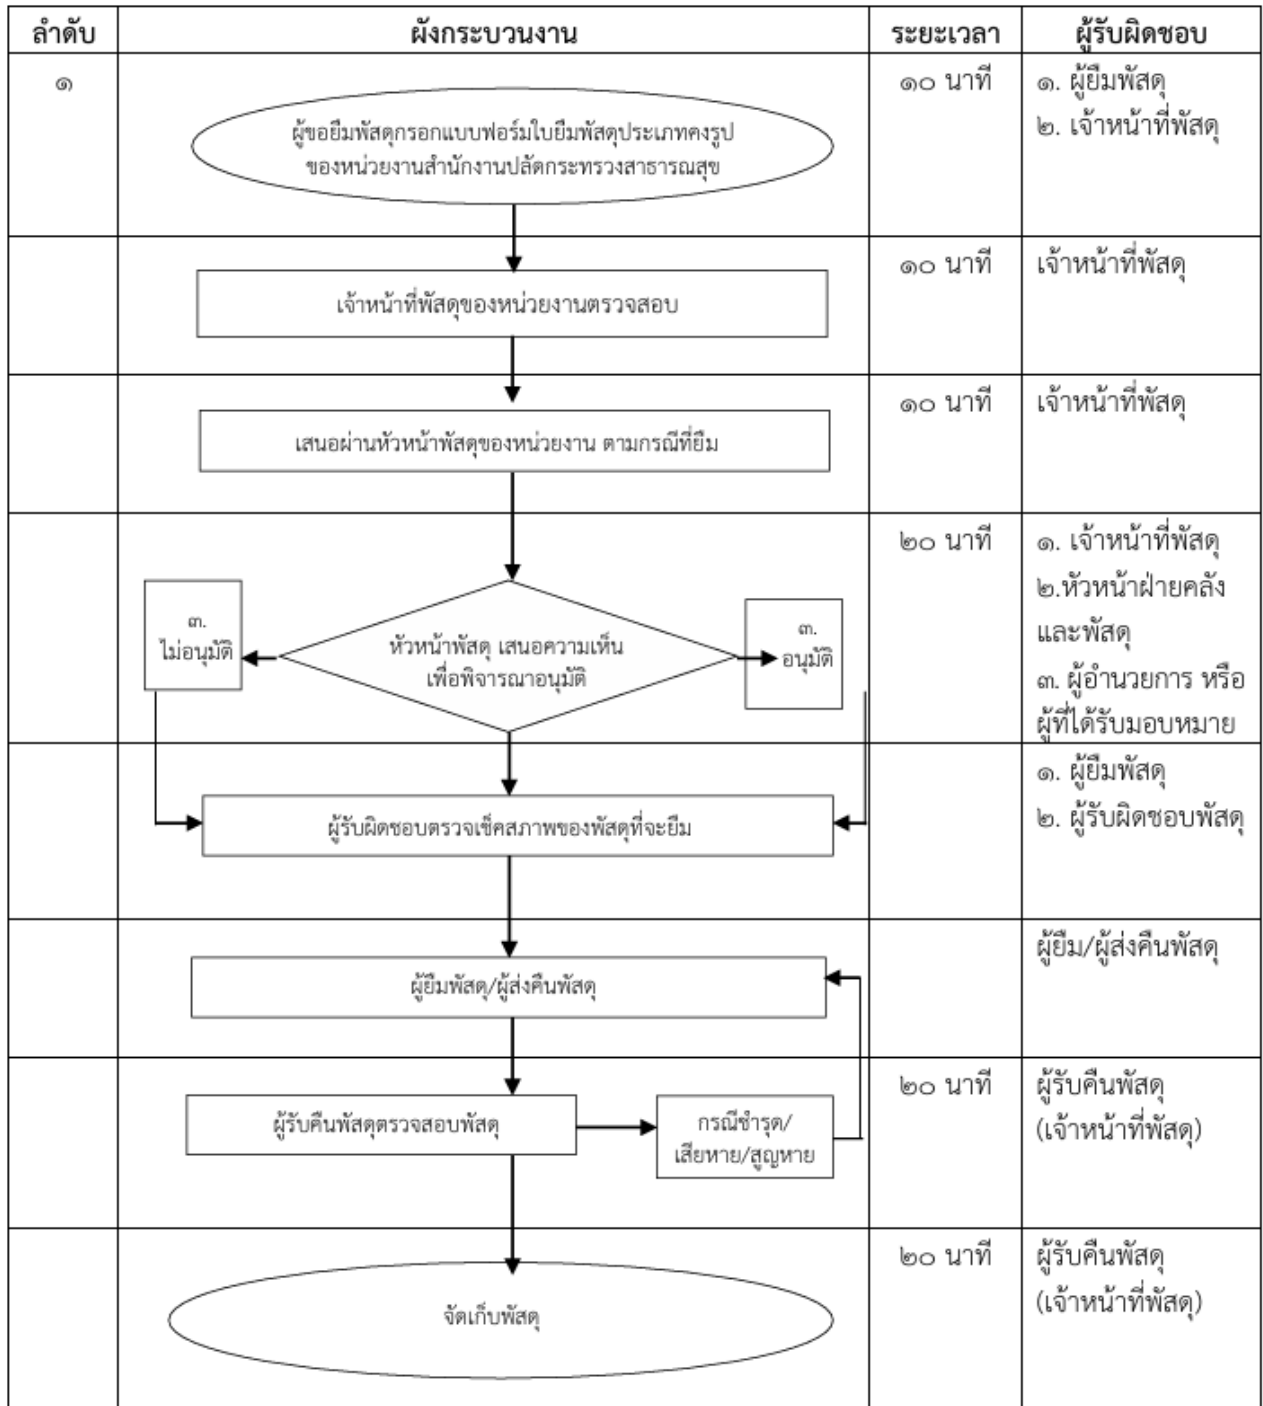 ลำดับ ผังกระบวนงาน ระยะเวลา ผู้รับผิดชอบ
๑
ผู้ขอยืมพัสดุกรอกแบบฟอร์มใบยืมพัสดุประเภทคงรูป
ของหน่วยงานสำนักงานปลัดกระทรวงสาธารณสุข
๑๐ นาที
๑. ผู้ยืมพัสดุ
๒. เจ้าหน้าที่พัสดุ
เจ้าหน้าที่พัสดุของหน่วยงานตรวจสอบ
๑๐ นาที
เจ้าหน้าที่พัสดุ
เสนอผ่านหัวหน้าพัสดุของหน่วยงาน ตามกรณีที่ยืม
๑๐ นาที
เจ้าหน้าที่พัสดุ
๓.
ไม่อนุมัติ
หัวหน้าพัสดุ เสนอความเห็น
เพื่อพิจารณาอนุมัติ
๓.
อนุมัติ
๒๐ นาที
๑. เจ้าหน้าที่พัสดุ
๒.หัวหน้าฝ่ายคลัง
และพัสดุ
๓. ผู้อำนวยการ หรือ
ผู้ที่ได้รับมอบหมาย
ผู้รับผิดชอบตรวจเช็คสภาพของพัสดุที่จะยืม
๑. ผู้ยืมพัสดุ
๒. ผู้รับผิดชอบพัสดุ
ผู้ยืมพัสดุ/ผู้ส่งคืนพัสดุ
ผู้ยืม/ผู้ส่งคืนพัสดุ
ผู้รับคืนพัสดุตรวจสอบพัสดุ
กรณีชำรุด/
เสียหาย/สูญหาย
๒๐ นาที
ผู้รับคืนพัสดุ
(เจ้าหน้าที่พัสดุ)
จัดเก็บพัสดุ
๒๐ นาที
ผู้รับคืนพัสดุ
(เจ้าหน้าที่พัสดุ)